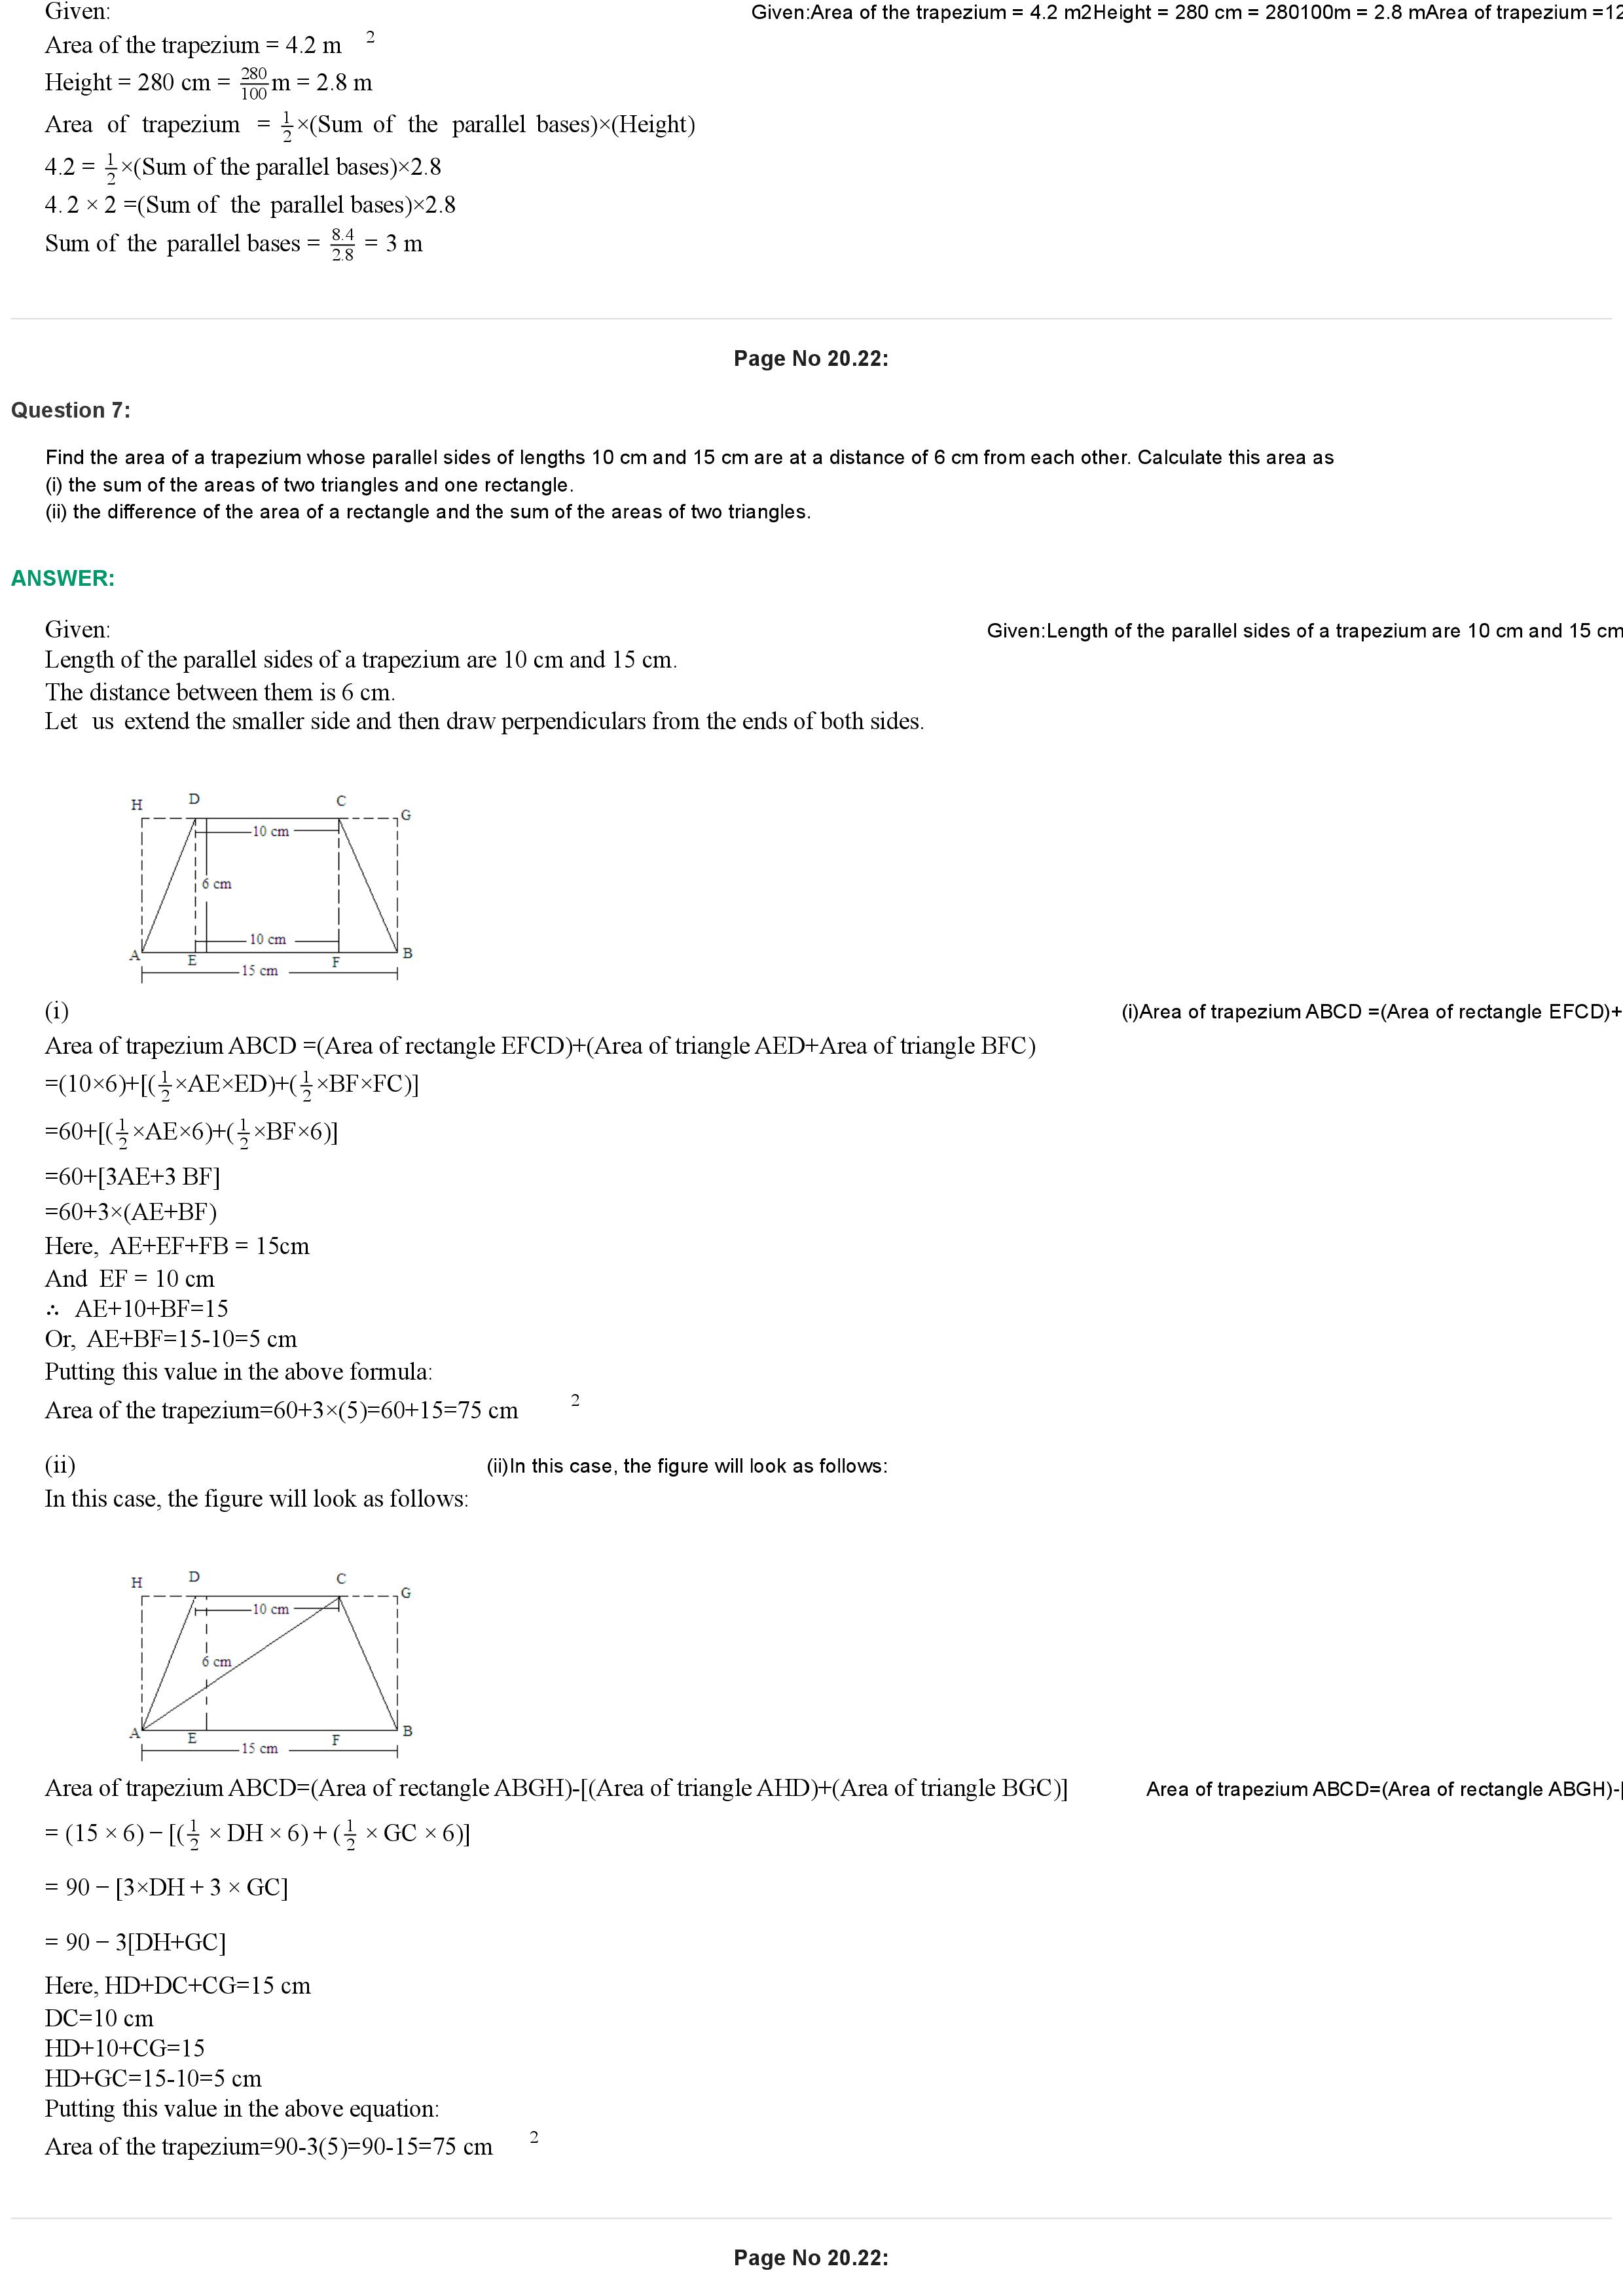 Given:
Given:Area of the trapezium = 4.2 m2Height = 280 cm = 280100m = 2.8 mArea of trapezium =12
Area of the trapezium = 4.2 m 2
Height = 280 cm = 280/100 m = 2.8 m
Area of trapezium = 1/2 ×(Sum of the parallel bases)×(Height)
4.2 = 1/2 ×(Sum of the parallel bases)×2.8
4. 2 × 2 =(Sum of the parallel bases)×2.8
Sum of the parallel bases = 8.4/2.8 = 3 m
Page No 20.22:
Question 7:
Find the area of a trapezium whose parallel sides of lengths 10 cm and 15 cm are at a distance of 6 cm from each other. Calculate this area as
(i) the sum of the areas of two triangles and one rectangle.
(ii) the difference of the area of a rectangle and the sum of the areas of two triangles.
ANSWER:
Given:
Given:Length of the parallel sides of a trapezium are 10 cm and 15 cm
Length of the parallel sides of a trapezium are 10 cm and 15 cm.
The distance between them is 6 cm.
Let us extend the smaller side and then draw perpendiculars from the ends of both sides.
H D C G
10 cm
6 cm
10 cm
A E F B
15 cm
(i)
(i)Area of trapezium ABCD =(Area of rectangle EFCD)+
Area of trapezium ABCD =(Area of rectangle EFCD)+(Area of triangle AED+Area of triangle BFC)
=(10×6)+[(1/2 ×AE×ED)+(1/2 ×BF×FC)]
=60+[(1/2 ×AE×6)+(1/2 ×BF×6)]
=60+[3AE+3 BF]
=60+3×(AE+BF)
Here, AE+EF+FB = 15cm
And EF = 10 cm
∴ AE+10+BF=15
Or, AE+BF=15-10=5 cm
Putting this value in the above formula:
Area of the trapezium=60+3×(5)=60+15=75 cm 2
(ii)
(ii)In this case, the figure will look as follows:
In this case, the figure will look as follows:
H D C G
10 cm
6 cm
A E F B
15 cm
Area of trapezium ABCD=(Area of rectangle ABGH)-[(Area of triangle AHD)+(Area of triangle BGC)]
Area of trapezium ABCD=(Area of rectangle ABGH)-[
= (15 × 6) − [(1/2 × DH × 6) + (1/2 × GC × 6)]
= 90 − [3×DH + 3 × GC]
= 90 − 3[DH+GC]
Here, HD+DC+CG=15 cm
DC=10 cm
HD+10+CG=15
HD+GC=15-10=5 cm
Putting this value in the above equation:
Area of the trapezium=90-3(5)=90-15=75 cm 2
Page No 20.22: